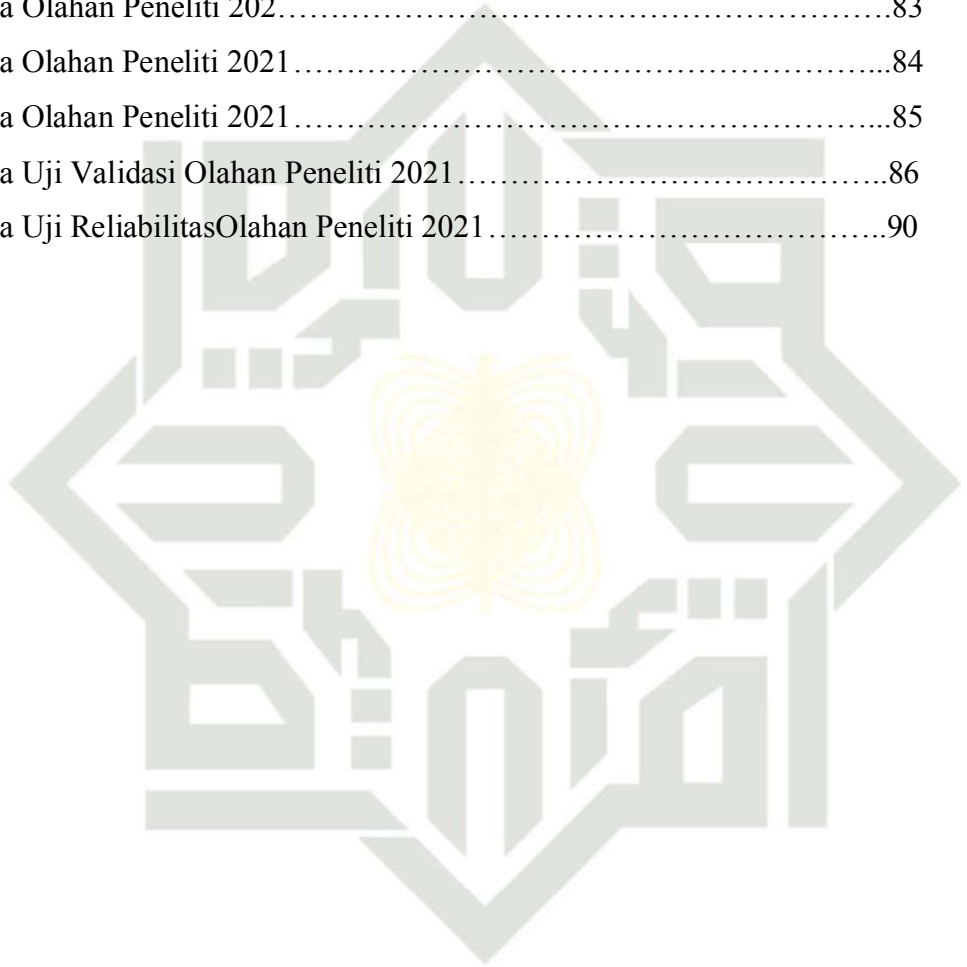 a Olahan Peneliti 202……………………………………………………….83
a Olahan Peneliti 2021………………………………………………………...84
a Olahan Peneliti 2021………………………………………………………...85
a Uji Validasi Olahan Peneliti 2021……………………………………..86
a Uji ReliabilitasOlahan Peneliti 2021…………………………………..90